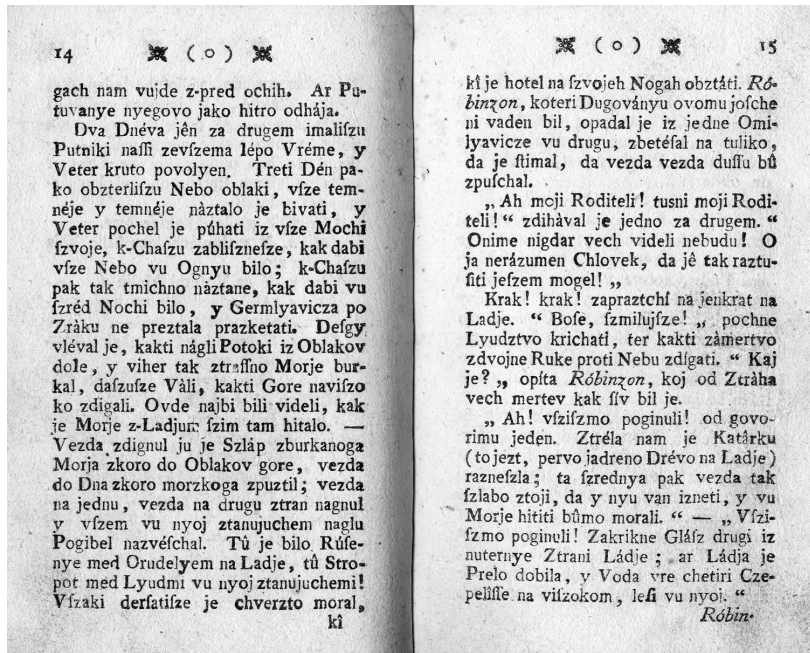 14 ( o )
gach nam vujde z-pred ochih. Ar Pu-
tuvanye nyegovo jako hitro odhája.
Dva Dnéva jên za drugem imaliſzu
Putniki naſſi zevſzema lépo Vréme, y
Veter kruto povolyen. Treti Dén pa-
ko obzterliſzu Nebo oblaki, vſze tem-
néje y temnéje nàztalo je bivati, y
Veter pochel je púhati iz vſze Mochi
ſzvoje, k-Chaſzu zabliſzneſze, kak dabi
vſze Nebo vu Ognyu bilo; k-Chaſzu
pak tak tmichno nàztane, kak dabi vu
ſzréd Nochi bilo, y Germlyavicza po
Zràku ne preztala prazketati. Deſgy
vléval je, kakti nágli Potoki iz Oblakov
dole, y viher tak ztraſſno Morje bur-
kal, daſzuſze Vàli, kakti Gore naviſzo
ko zdigali. Ovde najbi bili videli, kak
je Morje z-Ladjum ſzim tam hitalo. —
Vezda zdignul ju je Szláp zburkanoga
Morja zkoro do Oblakov gore, vezda
do Dna zkoro morzkoga zpuztil; vezda
na jednu, vezda na drugu ztran nagnul
y vſzem vu nyoj ztanujuchem naglu
Pogibel nazvéſchal. Tû je bilo Rúſe-
nye med Orudelyem na Ladje, tû Stro-
pot med Lyudmi vu nyoj ztanujuchemi!
Vſzaki derſatiſze je chverzto moral,
kî
( o ) 15
kî je hotel na ſzvojeh Nogah obztáti. Ró-
binzon, koteri Dugoványu ovomu joſche
ni vaden bil, opadal je iz jedne Omi-
lyavicze vu drugu, zbetéſal na tuliko,
da je ſtimal, da vezda vezda duſſu bû
zpuſchal.
„ Ah moji Roditeli! tusni moji Rodi-
teli! “ zdihàval je jedno za drugem. “
Onime nigdar vech videli nebudu! O
ja nerázumen Chlovek, da jê tak raztu-
ſiti jeſzem mogel! „
Krak! krak! zapraztchí na jenkrat na
Ladje. “ Boſe, ſzmilujſze! „ pochne
Lyudztvo krichati, ter kakti zàmertvo
zdvojne Ruke proti Nebu zdígati. “ Kaj
je? „ opíta Róbinzon, koj od Ztràha
vech mertev kak ſív bil je.
„ Ah! vſziſzmo poginuli! od govo-
rimu jeden. Ztréla nam je Katârku
(to jezt, pervo jadreno Drévo na Ladje)
razneſzla; ta ſzrednya pak vezda tak
ſzlabo ztoji, da y nyu van izneti, y vu
Morje hititi bûmo morali. “ — „ Vſzi-
ſzmo poginuli! Zakrikne Gláſz drugi iz
nuternye Ztrani Ládje; ar Ládja je
Prelo dobila, y Voda vre chetiri Cze-
peliſſe na viſzokom, leſi vu nyoj. “
Róbin-